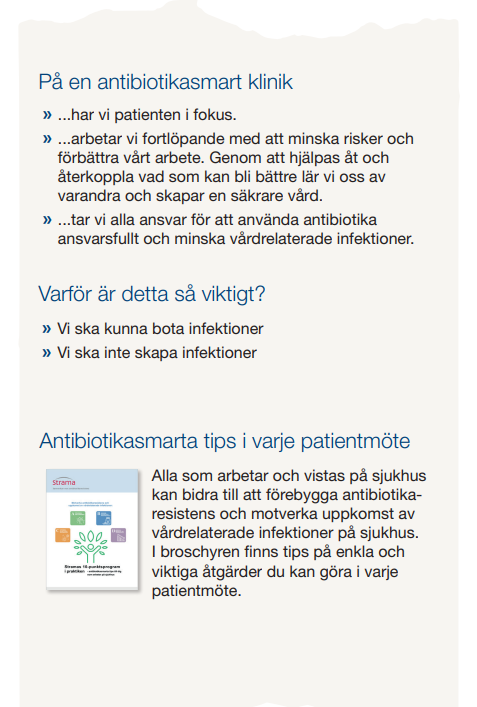 På en antibiotikasmart klinik
» ...har vi patienten i fokus.
» ...arbetar vi fortlöpande med att minska risker och
förbättra vårt arbete. Genom att hjälpas åt och
återkoppla vad som kan bli bättre lär vi oss av
varandra och skapar en säkrare vård.
» ...tar vi alla ansvar för att använda antibiotika
ansvarsfullt och minska vårdrelaterade infektioner.
Varför är detta så viktigt?
» Vi ska kunna bota infektioner
» Vi ska inte skapa infektioner
Antibiotikasmarta tips i varje patientmöte
Strama
Stramas 10-punktsprogram
i praktiken
Alla som arbetar och vistas på sjukhus
kan bidra till att förebygga antibiotika-
resistens och motverka uppkomst av
vårdrelaterade infektioner på sjukhus.
I broschyren finns tips på enkla och
viktiga åtgärder du kan göra i varje
patientmöte.